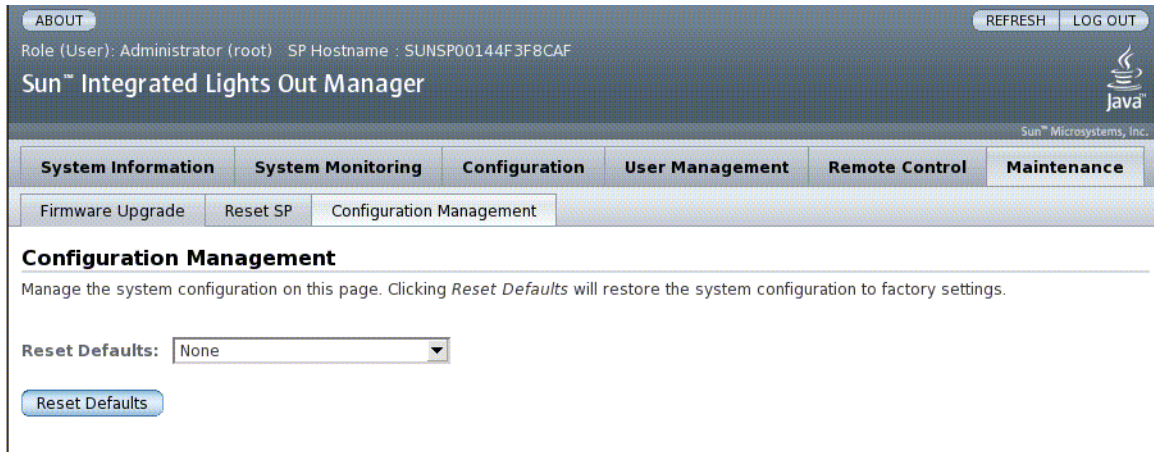 ABOUT
REFRESH LOG OUT
Role (User): Administrator (root) SP Hostname : SUNSP00144F3F8CAF
Sun™ Integrated Lights Out Manager
Java™
Sun™ Microsystems, Inc.
System Information System Monitoring Configuration User Management Remote Control Maintenance
Firmware Upgrade Reset SP Configuration Management
Configuration Management
Manage the system configuration on this page. Clicking Reset Defaults will restore the system configuration to factory settings.
Reset Defaults: None
Reset Defaults